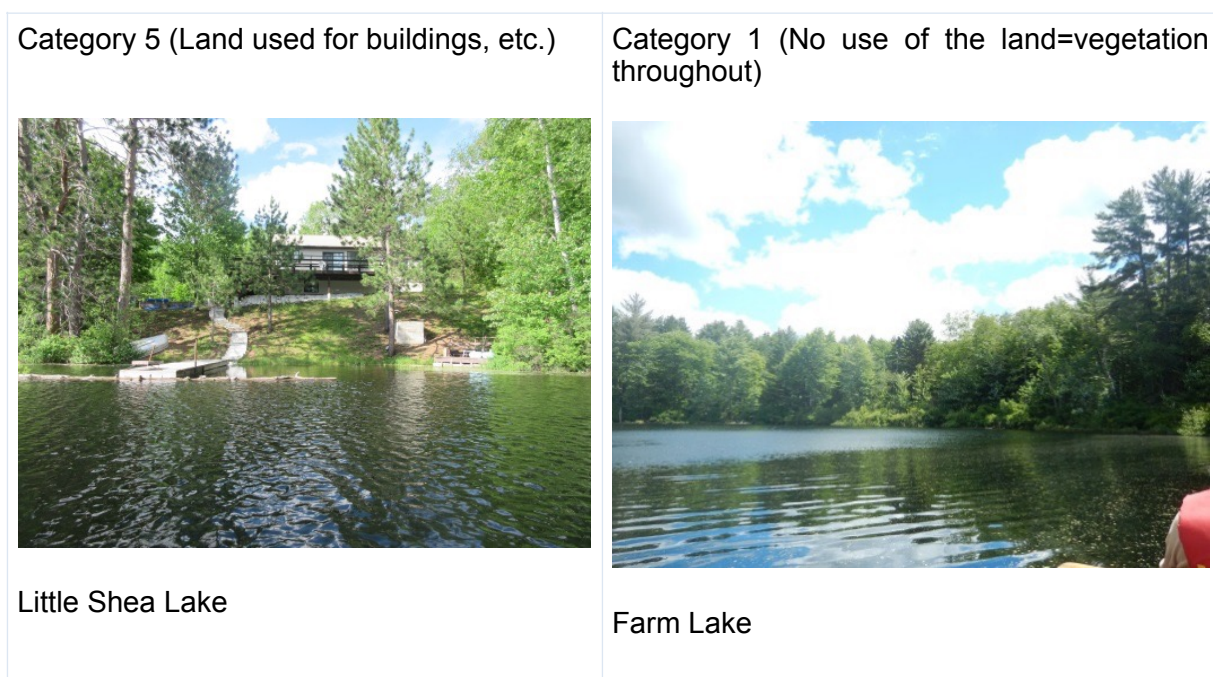 Category 5 (Land used for buildings, etc.)
Little Shea Lake
Category 1 (No use of the land=vegetation
throughout)
Farm Lake